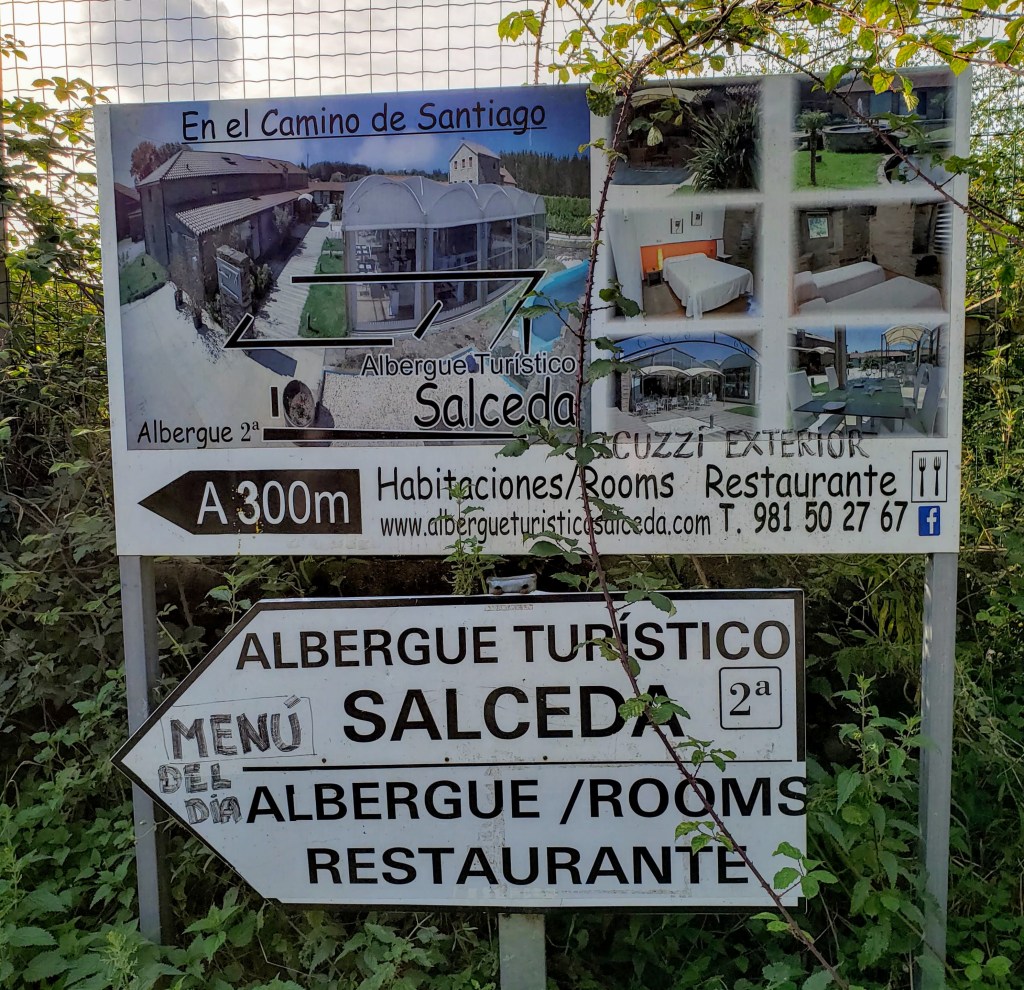 En el Camino de Santiago
Albergue Turístico
Salceda
Albergue 2ª
CUZZI EXTERIOR
A 300m
Habitaciones/Rooms Restaurante
www.albergueturisticosalceda.com T. 981 50 27 67 f
ALBERGUE TURÍSTICO
SALCEDA 2ª
MENÚ
DEL
DÍA
ALBERGUE /ROOMS
RESTAURANTE